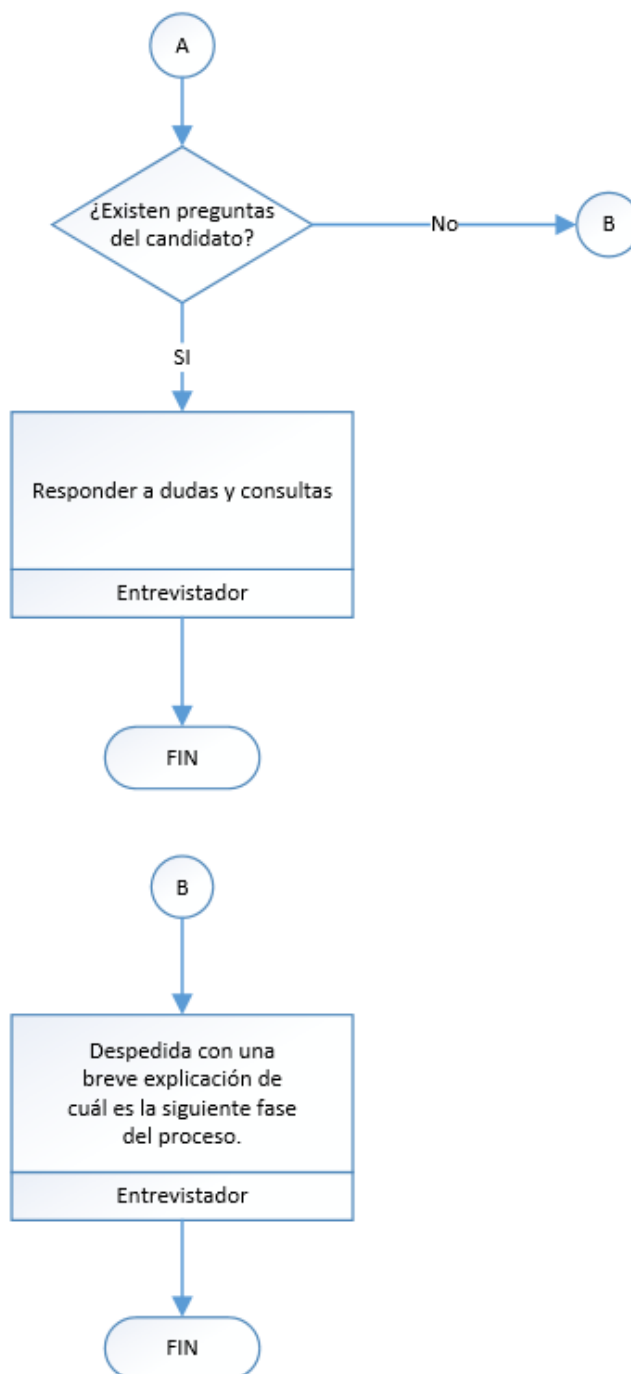 A
¿Existen preguntas
del candidato?
No
B
SI
Responder a dudas y consultas
Entrevistador
FIN
B
Despedida con una
breve explicación de
cuál es la siguiente fase
del proceso.
Entrevistador
FIN